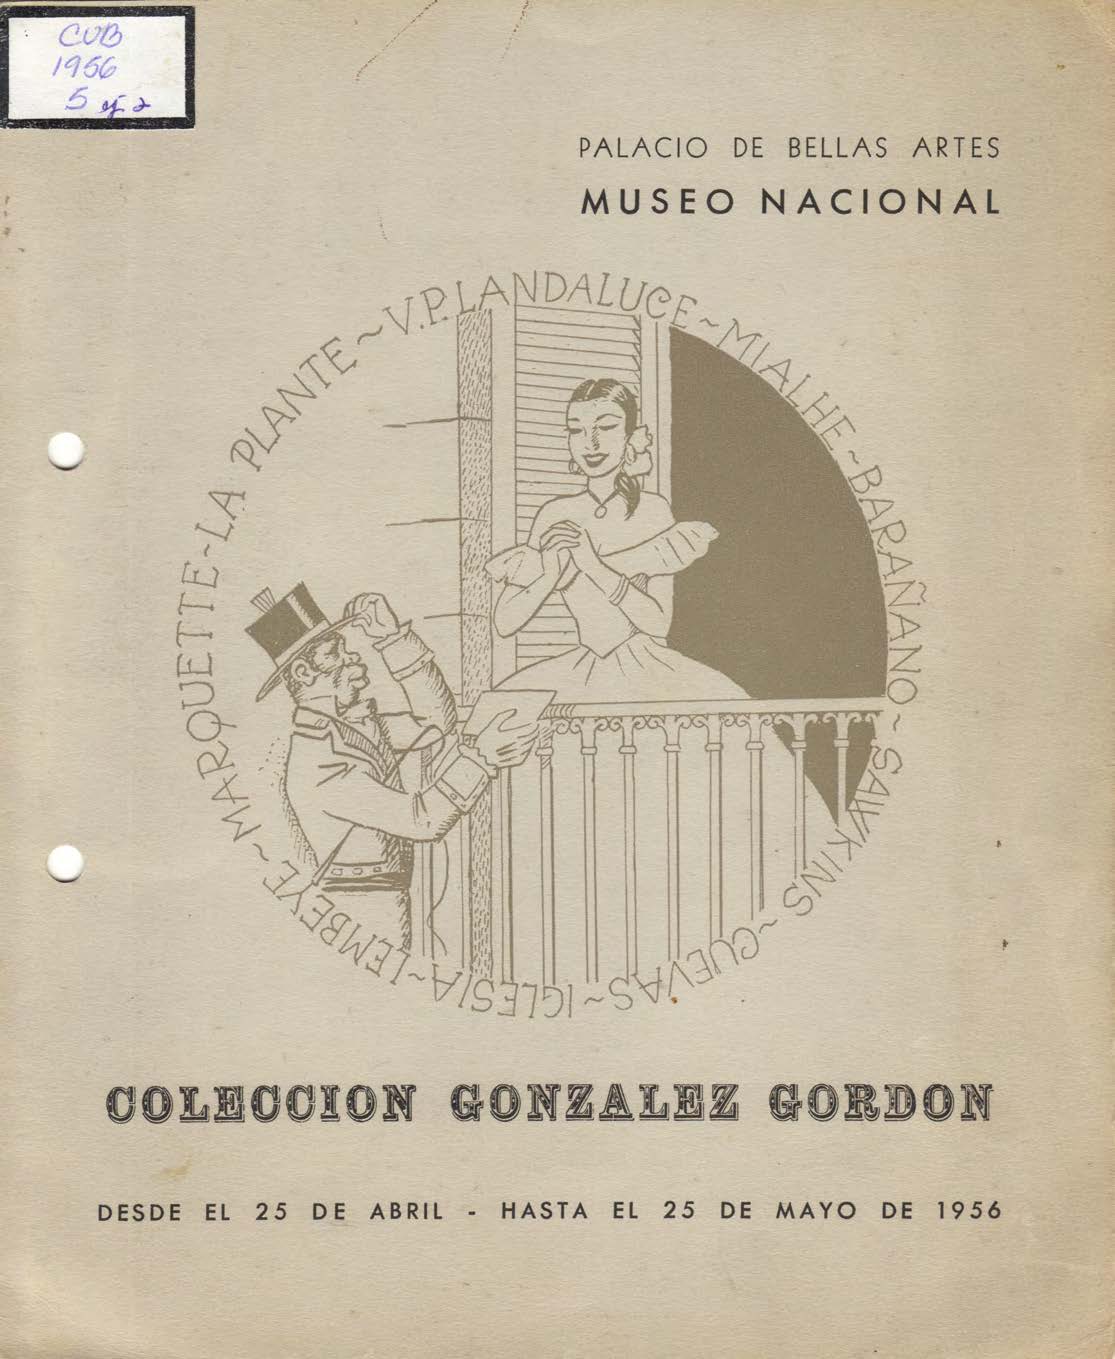 CUB
1956
5 ej. 2
PALACIO DE BELLAS ARTES
MUSEO NACIONAL
V.P. LANDALUCE ~ MIALHE ~ BARAÑANO ~ SAWKINS ~ CUEVAS ~ IGLESIA ~ LEMBEYE ~ MARQUETTE ~ LA PLANTE ~
COLECCION GONZALEZ GORDON
DESDE EL 25 DE ABRIL - HASTA EL 25 DE MAYO DE 1956